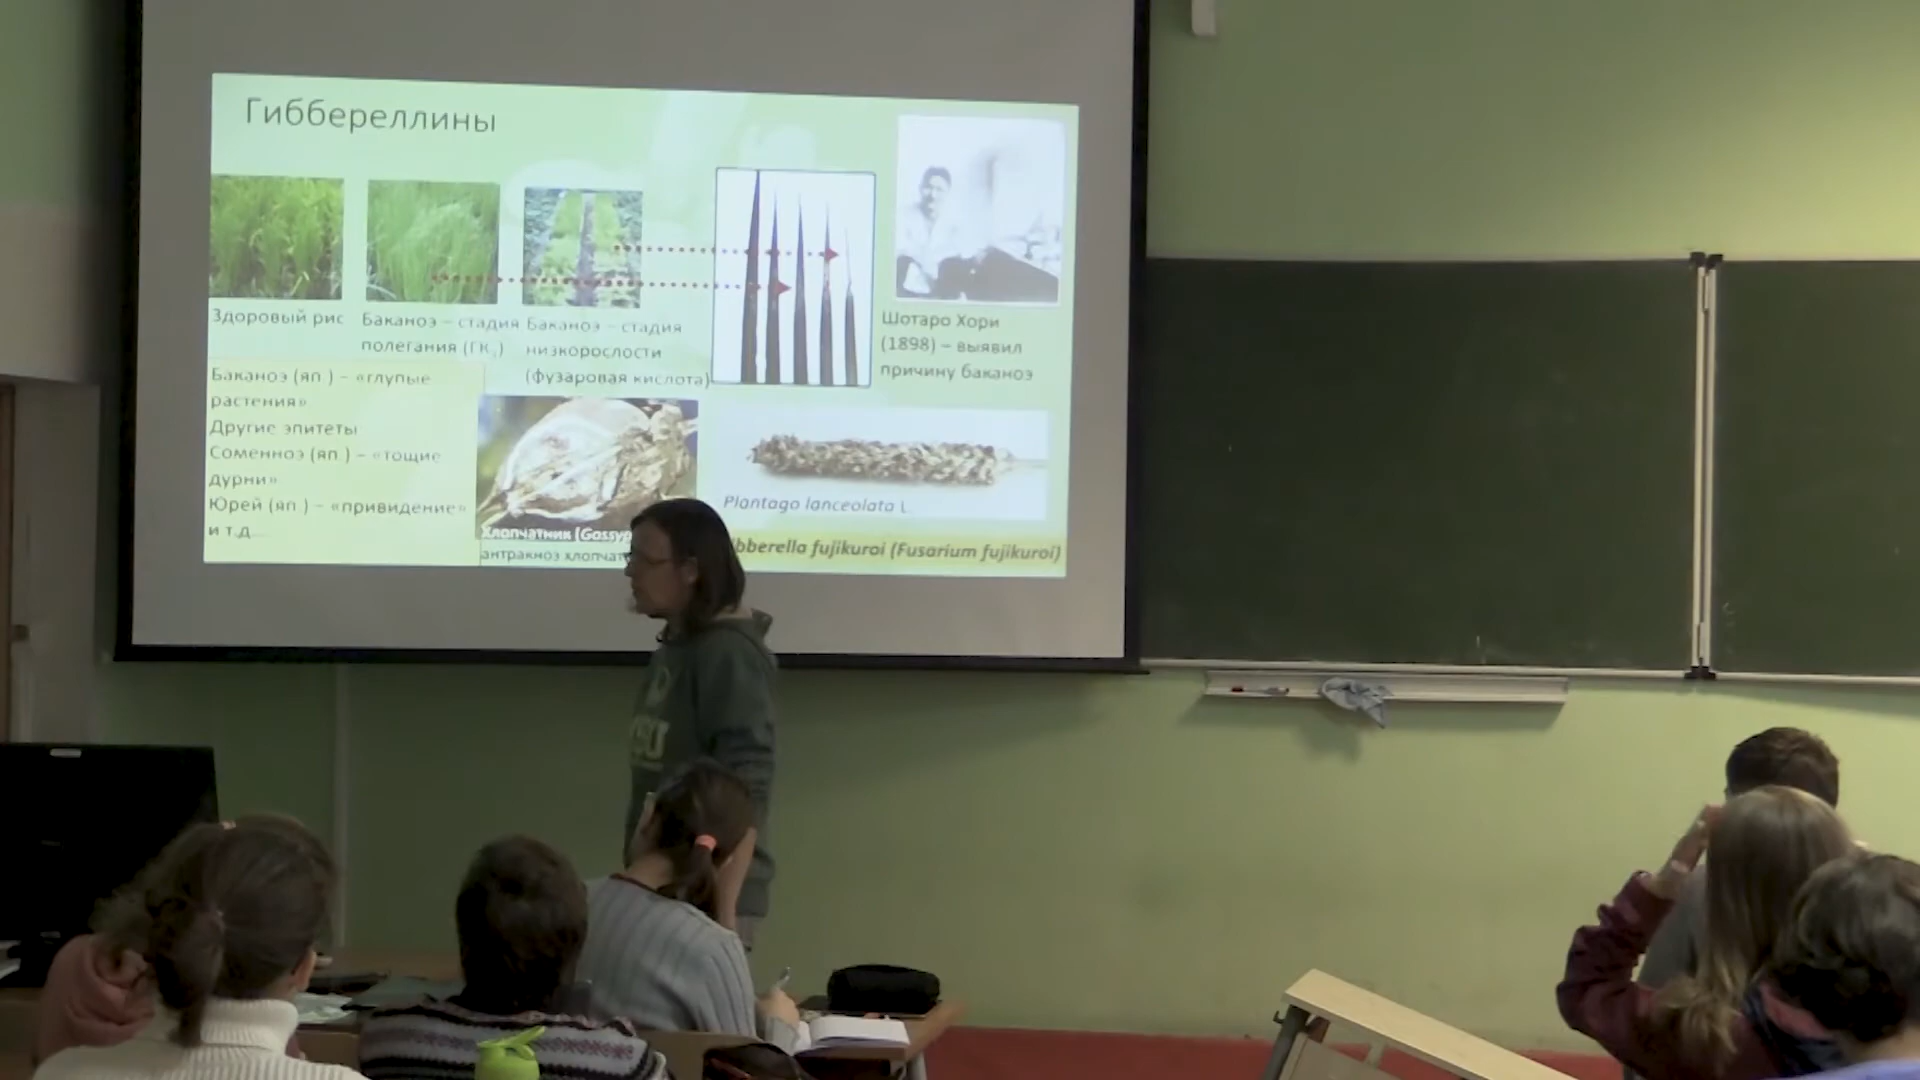 Гиббереллины
Здоровый рис
Баканоэ – стадия
полегания (ГК3)
Баканоэ – стадия
низкорослости
(фузаровая кислота)
Шотаро Хори
(1898) – выявил
причину баканоэ
Баканоэ (яп.) – «глупые
растения»
Другие эпитеты
Соменноэ (яп.) – «тощие
дурни»
Юрей (яп.) – «привидение»
и т.д...
Хлопчатник (Gossyp
антракноз хлопчат
Plantago lanceolata L.
bberella fujikuroi (Fusarium fujikuroi)
SU